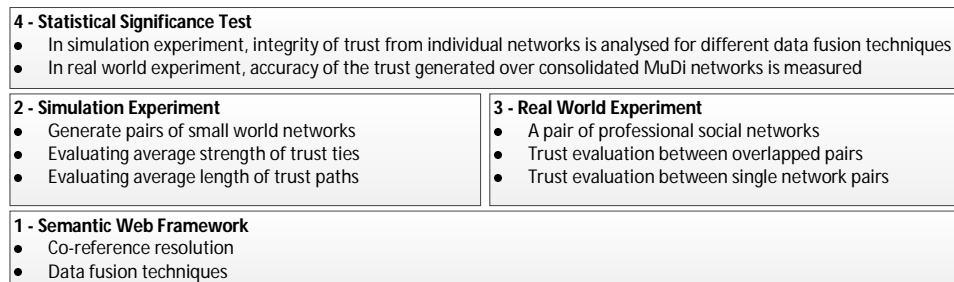 4 - Statistical Significance Test
● In simulation experiment, integrity of trust from individual networks is analysed for different data fusion techniques
● In real world experiment, accuracy of the trust generated over consolidated MuDi networks is measured
2 - Simulation Experiment
● Generate pairs of small world networks
● Evaluating average strength of trust ties
● Evaluating average length of trust paths
3 - Real World Experiment
● A pair of professional social networks
● Trust evaluation between overlapped pairs
● Trust evaluation between single network pairs
1 - Semantic Web Framework
● Co-reference resolution
● Data fusion techniques